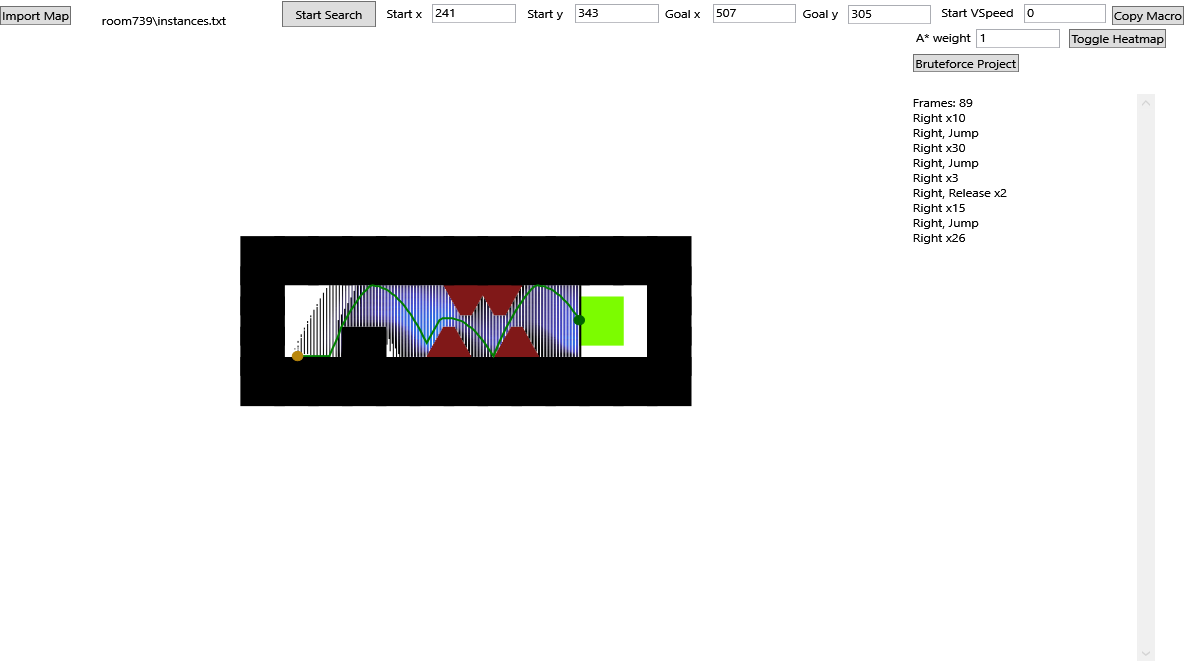 Import Map room739\instances.txt Start Search Start x 241 Start y 343 Goal x 507 Goal y 305 Start VSpeed 0 Copy Macro
A* weight 1 Toggle Heatmap
Bruteforce Project
Frames: 89
Right x10
Right, Jump
Right x30
Right, Jump
Right x3
Right, Release x2
Right x15
Right, Jump
Right x26